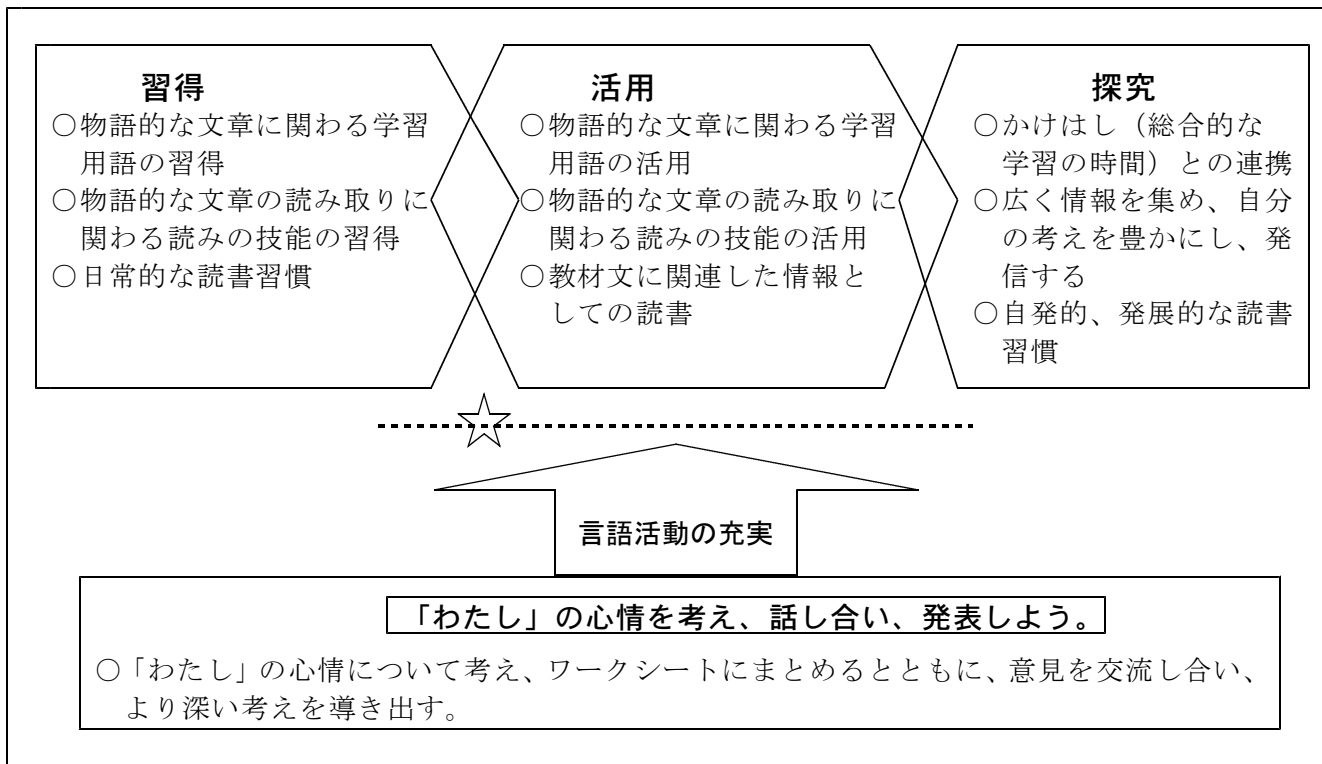 習得
○物語的な文章に関わる学習
用語の習得
○物語的な文章の読み取りに
関わる読みの技能の習得
○日常的な読書習慣
活用
○物語的な文章に関わる学習
用語の活用
○物語的な文章の読み取りに
関わる読みの技能の活用
○教材文に関連した情報と
しての読書
探究
○かけはし（総合的な
学習の時間）との連携
○広く情報を集め、自分
の考えを豊かにし、発
信する
○自発的、発展的な読書
習慣
言語活動の充実
「わたし」の心情を考え、話し合い、発表しよう。
○「わたし」の心情について考え、ワークシートにまとめるとともに、意見を交流し合い、
より深い考えを導き出す。